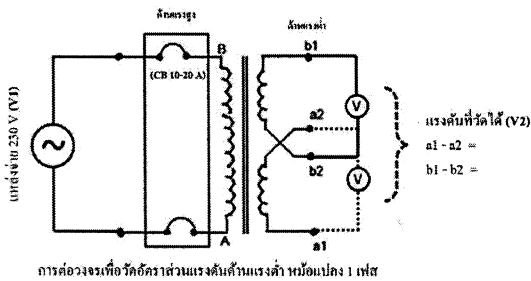 ด้านแรงสูง
ด้านแรงต่ำ
B
b1
(CB 10-20 A)
V
แหล่งจ่าย 230 V (V1)
a2
แรงดันที่วัดได้ (V2)
a1 - a2 =
b2
b1 - b2 =
V
A
a1
การต่อวงจรเพื่อวัดอัตราส่วนแรงดันด้านแรงต่ำ หม้อแปลง 1 เฟส